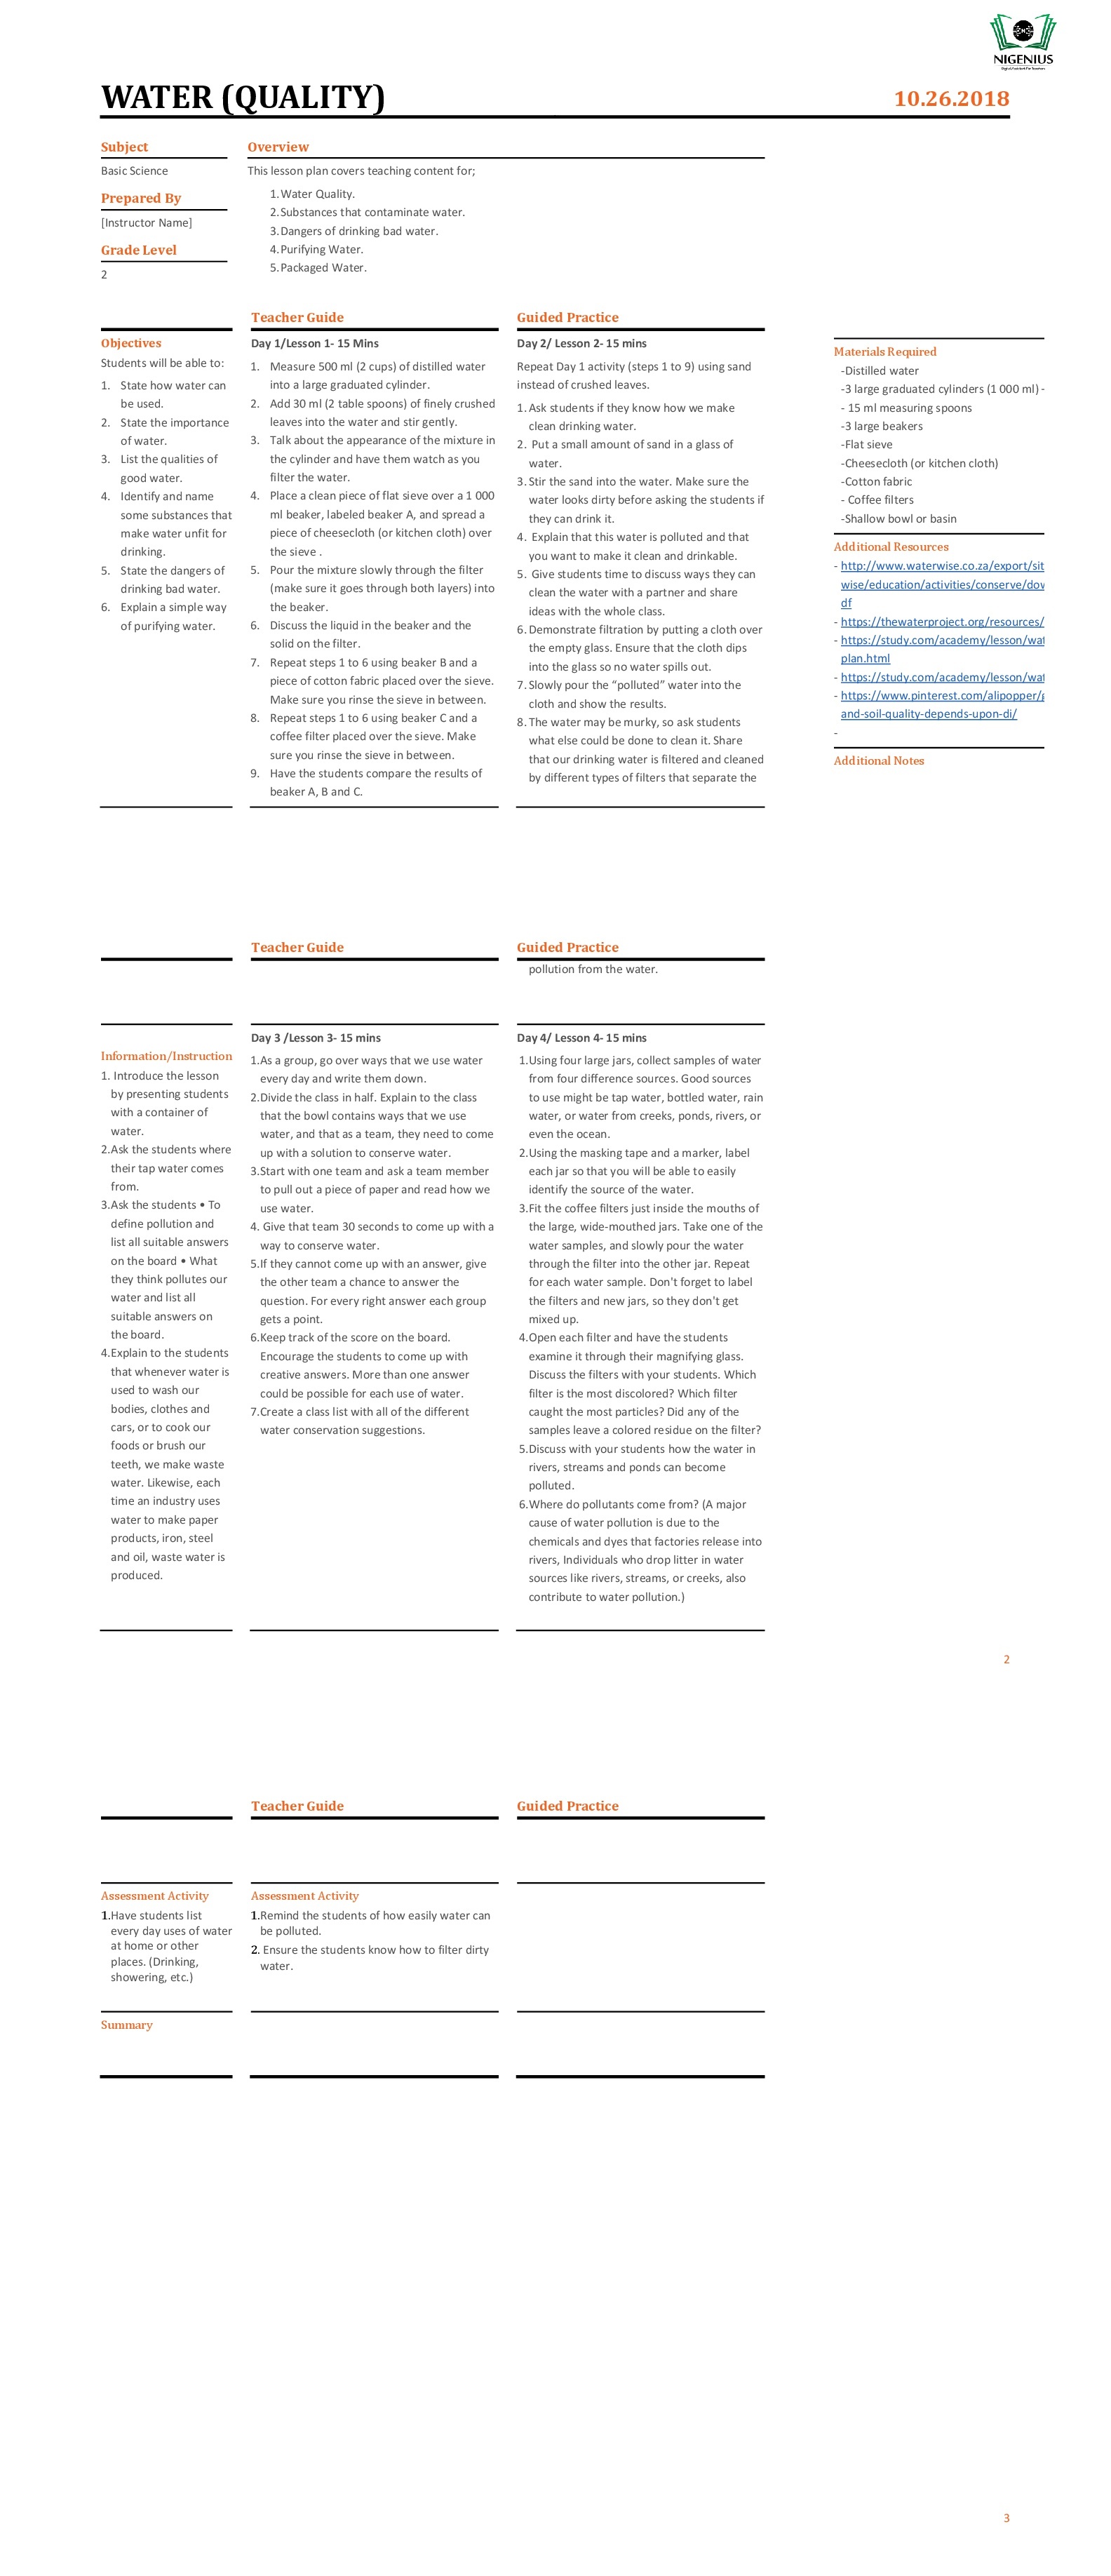 NIGENIUS
Digital Assistant For Teachers
WATER (QUALITY)
10.26.2018
Subject
Basic Science
Prepared By
[Instructor Name]
Grade Level
2
Overview
This lesson plan covers teaching content for;
1.Water Quality.
2.Substances that contaminate water.
3.Dangers of drinking bad water.
4.Purifying Water.
5.Packaged Water.
Objectives
Students will be able to:
1. State how water can
be used.
2. State the importance
of water.
3. List the qualities of
good water.
4. Identify and name
some substances that
make water unfit for
drinking.
5. State the dangers of
drinking bad water.
6. Explain a simple way
of purifying water.
Teacher Guide
Day 1/Lesson 1- 15 Mins
1. Measure 500 ml (2 cups) of distilled water
into a large graduated cylinder.
2. Add 30 ml (2 table spoons) of finely crushed
leaves into the water and stir gently.
3. Talk about the appearance of the mixture in
the cylinder and have them watch as you
filter the water.
4. Place a clean piece of flat sieve over a 1 000
ml beaker, labeled beaker A, and spread a
piece of cheesecloth (or kitchen cloth) over
the sieve .
5. Pour the mixture slowly through the filter
(make sure it goes through both layers) into
the beaker.
6. Discuss the liquid in the beaker and the
solid on the filter.
7. Repeat steps 1 to 6 using beaker B and a
piece of cotton fabric placed over the sieve.
Make sure you rinse the sieve in between.
8. Repeat steps 1 to 6 using beaker C and a
coffee filter placed over the sieve. Make
sure you rinse the sieve in between.
9. Have the students compare the results of
beaker A, B and C.
Guided Practice
Day 2/ Lesson 2- 15 mins
Repeat Day 1 activity (steps 1 to 9) using sand
instead of crushed leaves.
1.Ask students if they know how we make
clean drinking water.
2. Put a small amount of sand in a glass of
water.
3.Stir the sand into the water. Make sure the
water looks dirty before asking the students if
they can drink it.
4. Explain that this water is polluted and that
you want to make it clean and drinkable.
5. Give students time to discuss ways they can
clean the water with a partner and share
ideas with the whole class.
6.Demonstrate filtration by putting a cloth over
the empty glass. Ensure that the cloth dips
into the glass so no water spills out.
7.Slowly pour the “polluted” water into the
cloth and show the results.
8.The water may be murky, so ask students
what else could be done to clean it. Share
that our drinking water is filtered and cleaned
by different types of filters that separate the
Materials Required
-Distilled water
-3 large graduated cylinders (1 000 ml) -
- 15 ml measuring spoons
-3 large beakers
-Flat sieve
-Cheesecloth (or kitchen cloth)
-Cotton fabric
- Coffee filters
-Shallow bowl or basin
Additional Resources
- http://www.waterwise.co.za/export/sit
wise/education/activities/conserve/dow
df
- https://thewaterproject.org/resources/
- https://study.com/academy/lesson/wat
plan.html
- https://study.com/academy/lesson/wat
- https://www.pinterest.com/alipopper/g
and-soil-quality-depends-upon-di/
-
Additional Notes
Teacher Guide
Guided Practice
pollution from the water.
Information/Instruction
1. Introduce the lesson
by presenting students
with a container of
water.
2.Ask the students where
their tap water comes
from.
3.Ask the students • To
define pollution and
list all suitable answers
on the board • What
they think pollutes our
water and list all
suitable answers on
the board.
4.Explain to the students
that whenever water is
used to wash our
bodies, clothes and
cars, or to cook our
foods or brush our
teeth, we make waste
water. Likewise, each
time an industry uses
water to make paper
products, iron, steel
and oil, waste water is
produced.
Day 3 /Lesson 3- 15 mins
1.As a group, go over ways that we use water
every day and write them down.
2.Divide the class in half. Explain to the class
that the bowl contains ways that we use
water, and that as a team, they need to come
up with a solution to conserve water.
3.Start with one team and ask a team member
to pull out a piece of paper and read how we
use water.
4. Give that team 30 seconds to come up with a
way to conserve water.
5.If they cannot come up with an answer, give
the other team a chance to answer the
question. For every right answer each group
gets a point.
6.Keep track of the score on the board.
Encourage the students to come up with
creative answers. More than one answer
could be possible for each use of water.
7.Create a class list with all of the different
water conservation suggestions.
Day 4/ Lesson 4- 15 mins
1.Using four large jars, collect samples of water
from four difference sources. Good sources
to use might be tap water, bottled water, rain
water, or water from creeks, ponds, rivers, or
even the ocean.
2.Using the masking tape and a marker, label
each jar so that you will be able to easily
identify the source of the water.
3.Fit the coffee filters just inside the mouths of
the large, wide-mouthed jars. Take one of the
water samples, and slowly pour the water
through the filter into the other jar. Repeat
for each water sample. Don't forget to label
the filters and new jars, so they don't get
mixed up.
4.Open each filter and have the students
examine it through their magnifying glass.
Discuss the filters with your students. Which
filter is the most discolored? Which filter
caught the most particles? Did any of the
samples leave a colored residue on the filter?
5.Discuss with your students how the water in
rivers, streams and ponds can become
polluted.
6.Where do pollutants come from? (A major
cause of water pollution is due to the
chemicals and dyes that factories release into
rivers, Individuals who drop litter in water
sources like rivers, streams, or creeks, also
contribute to water pollution.)
2
Teacher Guide
Guided Practice
Assessment Activity
1.Have students list
every day uses of water
at home or other
places. (Drinking,
showering, etc.)
Assessment Activity
1.Remind the students of how easily water can
be polluted.
2. Ensure the students know how to filter dirty
water.
Summary
3